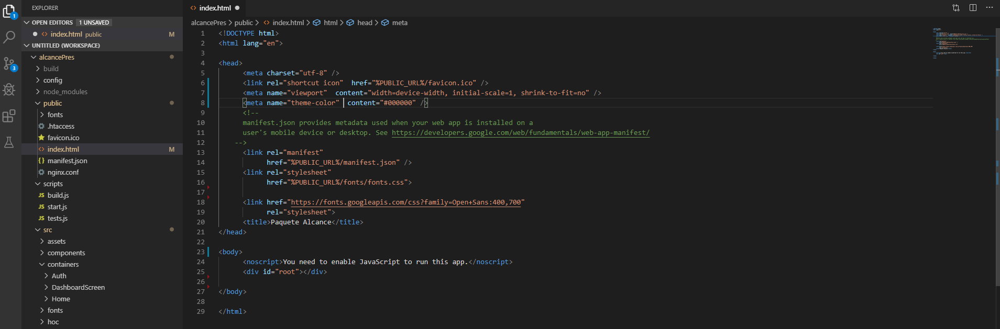 EXPLORER
OPEN EDITORS 1 UNSAVED
index.html public M
UNTITLED (WORKSPACE)
alcancePres
build
config
node_modules
public
fonts
.htaccess
favicon.ico
index.html M
manifest.json
nginx.conf
scripts
JS build.js
JS start.js
JS tests.js
src
assets
components
containers
Auth
DashboardScreen
Home
fonts
hoc
1
3
index.html
alcancePres > public > index.html > html > head > meta
1 <!DOCTYPE html>
2 <html lang="en">
3
4 <head>
5 <meta charset="utf-8" />
6 <link rel="shortcut icon"  href="%PUBLIC_URL%/favicon.ico" />
7 <meta name="viewport"  content="width=device-width, initial-scale=1, shrink-to-fit=no" />
8 <meta name="theme-color"  content="#000000" />
9 <!--
10 manifest.json provides metadata used when your web app is installed on a
11 user's mobile device or desktop. See https://developers.google.com/web/fundamentals/web-app-manifest/
12 -->
13 <link rel="manifest"
14 href="%PUBLIC_URL%/manifest.json" />
15 <link rel="stylesheet"
16 href="%PUBLIC_URL%/fonts/fonts.css">
17
18 <link href="https://fonts.googleapis.com/css?family=Open+Sans:400,700"
19 rel="stylesheet">
20 <title>Paquete Alcance</title>
21 </head>
22
23 <body>
24 <noscript>You need to enable JavaScript to run this app.</noscript>
25 <div id="root"></div>
26
27 </body>
28
29 </html>